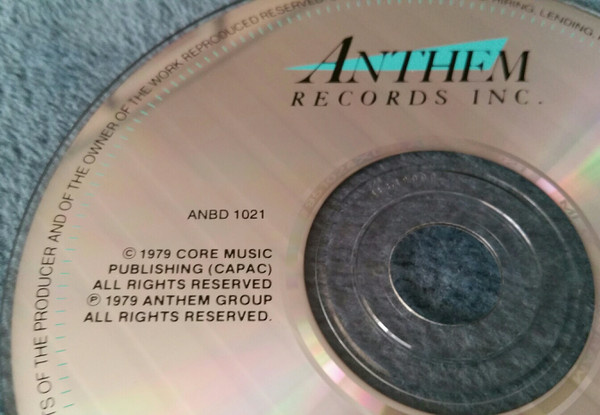 TS OF THE PRODUCER AND OF THE OWNER OF THE WORK REPRODUCED RESERVED
LENDING,
ANTHEM
RECORDS INC.
ANBD 1021
© 1979 CORE MUSIC
PUBLISHING (CAPAC)
ALL RIGHTS RESERVED
℗ 1979 ANTHEM GROUP
ALL RIGHTS RESERVED.